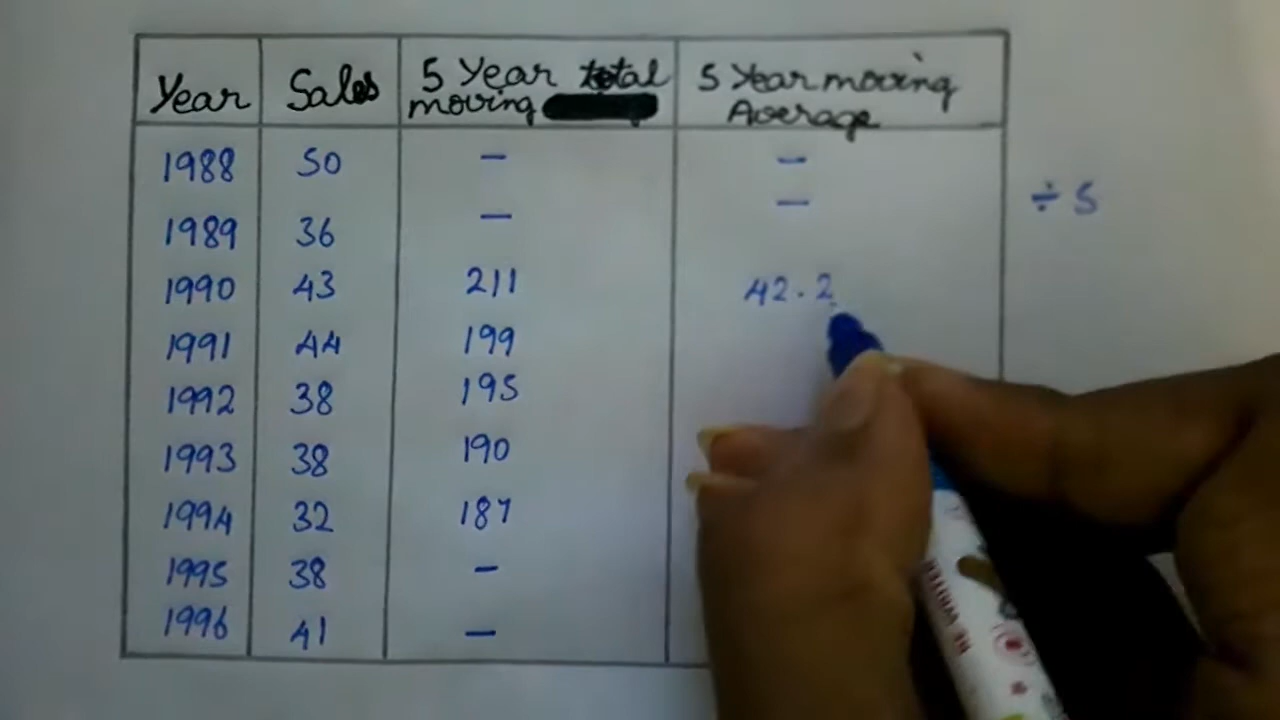 Year Sales 5 Year total moving 5 Year moving Average
1988 50 – –
1989 36 – –
1990 43 211 42.2
1991 44 199
1992 38 195
1993 38 190
1994 32 187
1995 38 –
1996 41 –
÷ 5